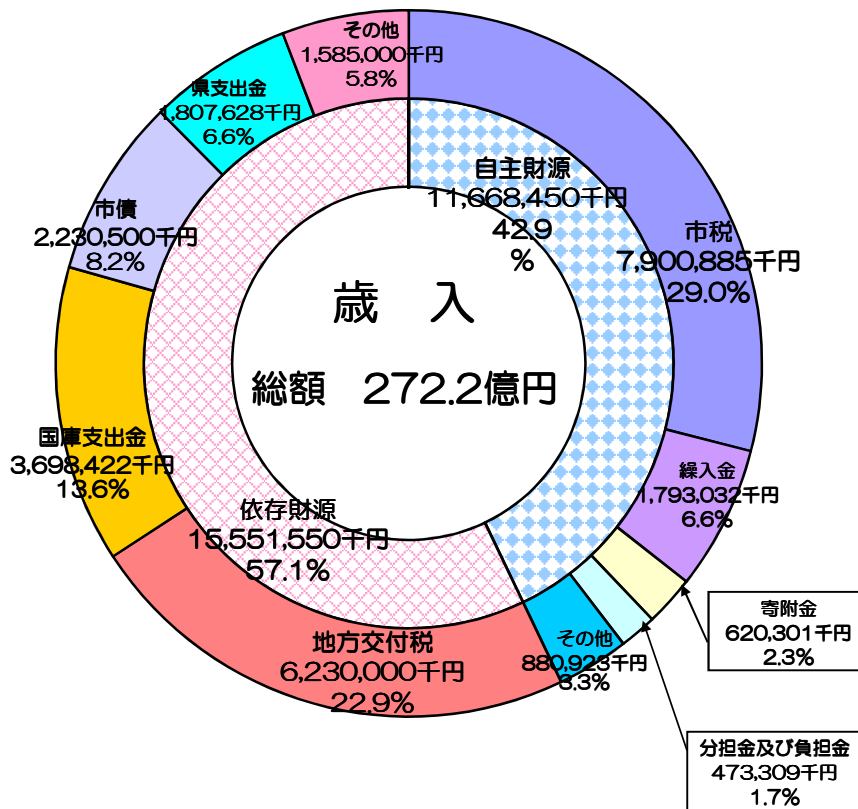 その他
1,585,000千円
5.8%
県支出金
1,807,628千円
6.6%
市債
2,230,500千円
8.2%
国庫支出金
3,698,422千円
13.6%
地方交付税
6,230,000千円
22.9%
自主財源
11,668,450千円
42.9
%
歳 入
総額 272.2億円
依存財源
15,551,550千円
57.1%
市税
7,900,885千円
29.0%
繰入金
1,793,032千円
6.6%
寄附金
620,301千円
2.3%
分担金及び負担金
473,309千円
1.7%
その他
880,923千円
3.3%